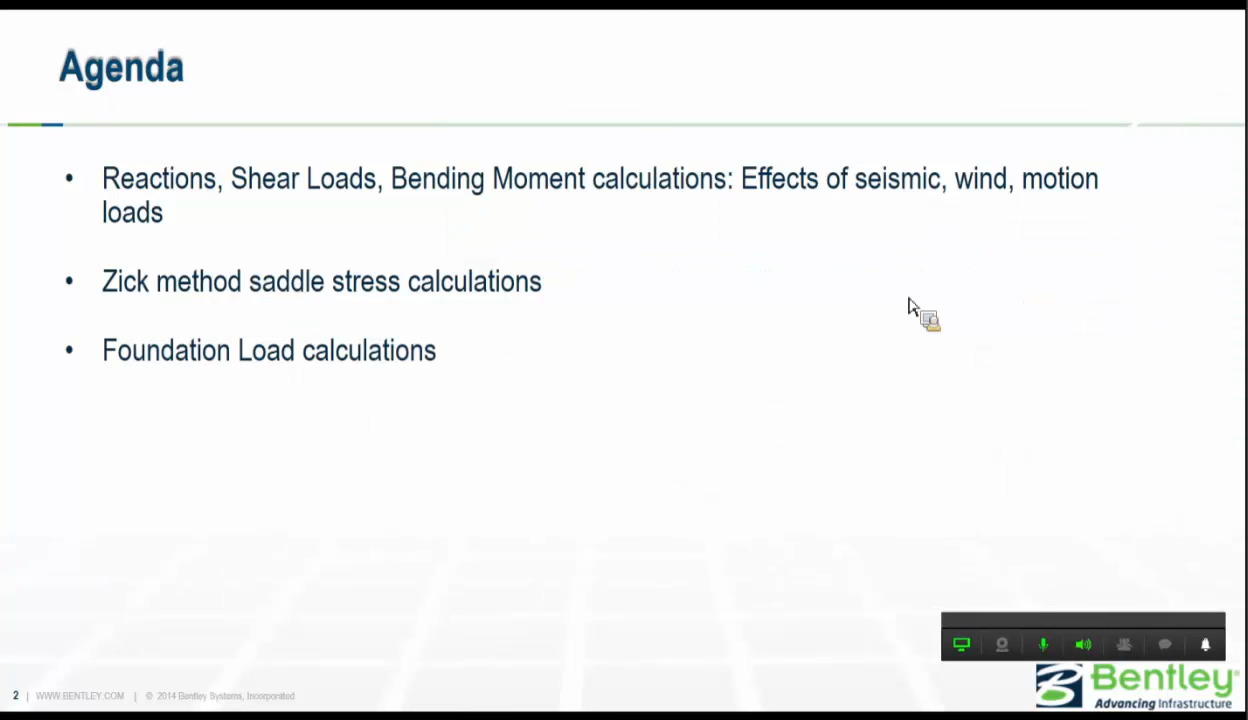 Agenda
• Reactions, Shear Loads, Bending Moment calculations: Effects of seismic, wind, motion
loads
• Zick method saddle stress calculations
• Foundation Load calculations
2 | WWW.BENTLEY.COM | © 2014 Bentley Systems, Incorporated
Bentley®
Advancing Infrastructure